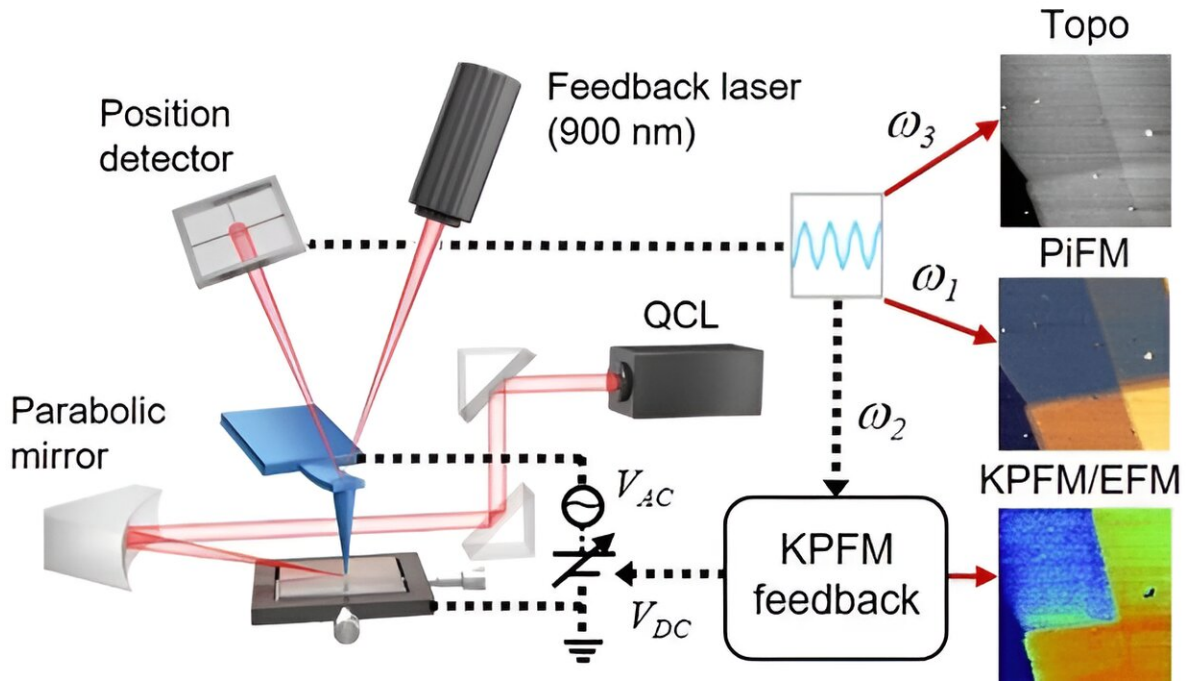 Topo
Feedback laser
(900 nm)
Position
detector
ω3
PiFM
ω1
QCL
Parabolic
mirror
ω2
KPFM/EFM
VAC
KPFM
feedback
VDC